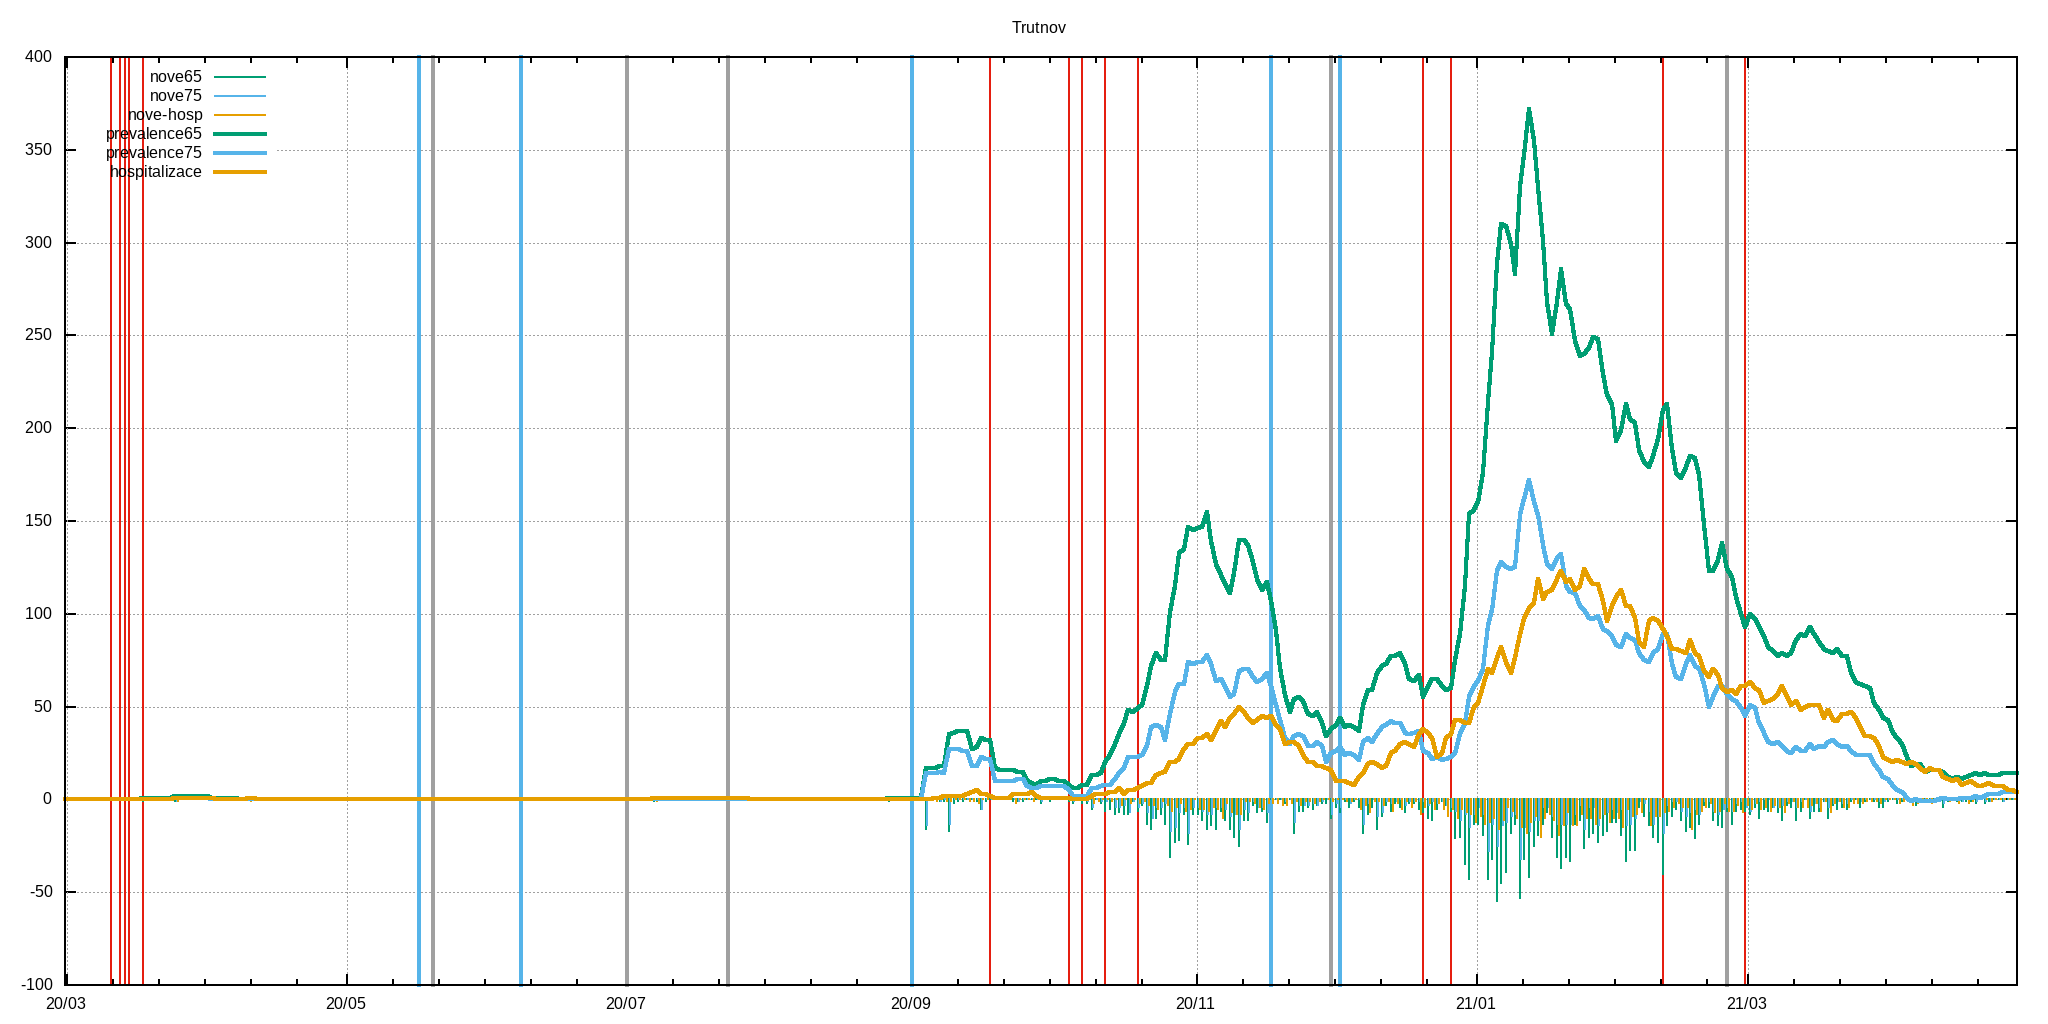 Trutnov
400
350
300
250
200
150
100
50
0
-50
-100
nove65
nove75
nove-hosp
prevalence65
prevalence75
hospitalizace
20/03 20/05 20/07 20/09 20/11 21/01 21/03